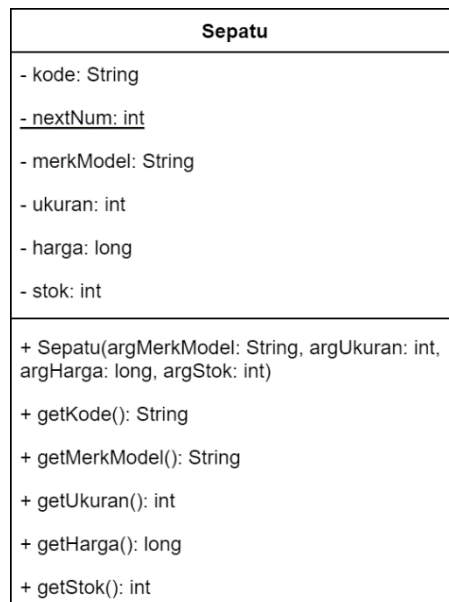 Sepatu
- kode: String
- nextNum: int
- merkModel: String
- ukuran: int
- harga: long
- stok: int
+ Sepatu(argMerkModel: String, argUkuran: int,
argHarga: long, argStok: int)
+ getKode(): String
+ getMerkModel(): String
+ getUkuran(): int
+ getHarga(): long
+ getStok(): int